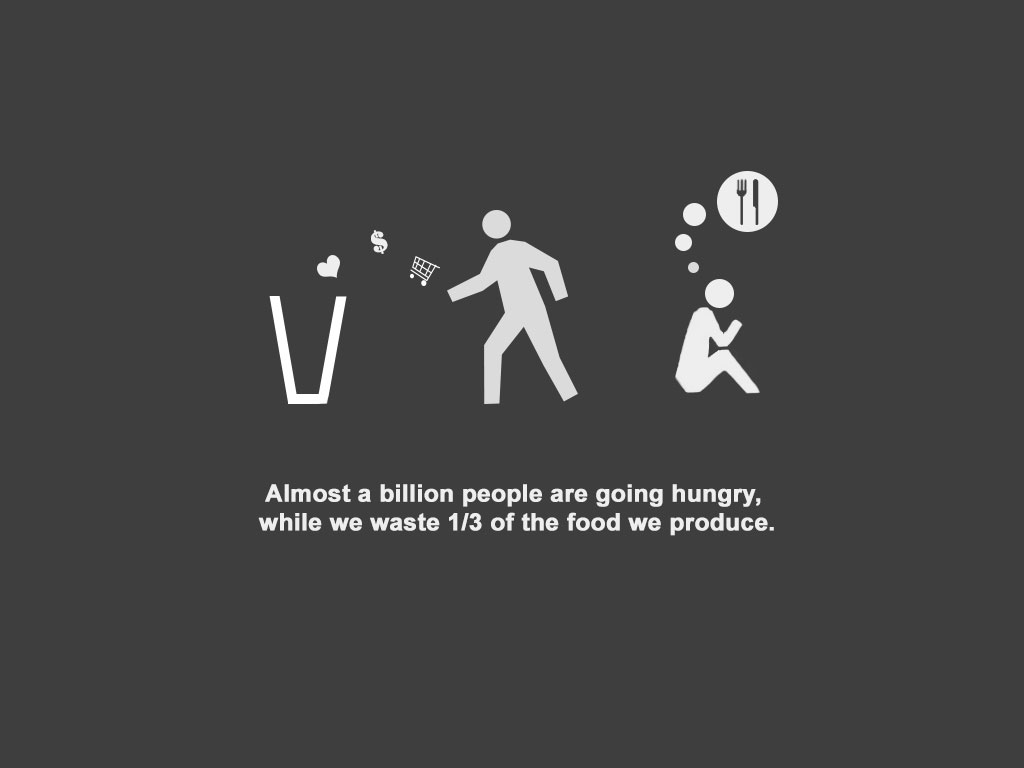 $
Almost a billion people are going hungry,
while we waste 1/3 of the food we produce.